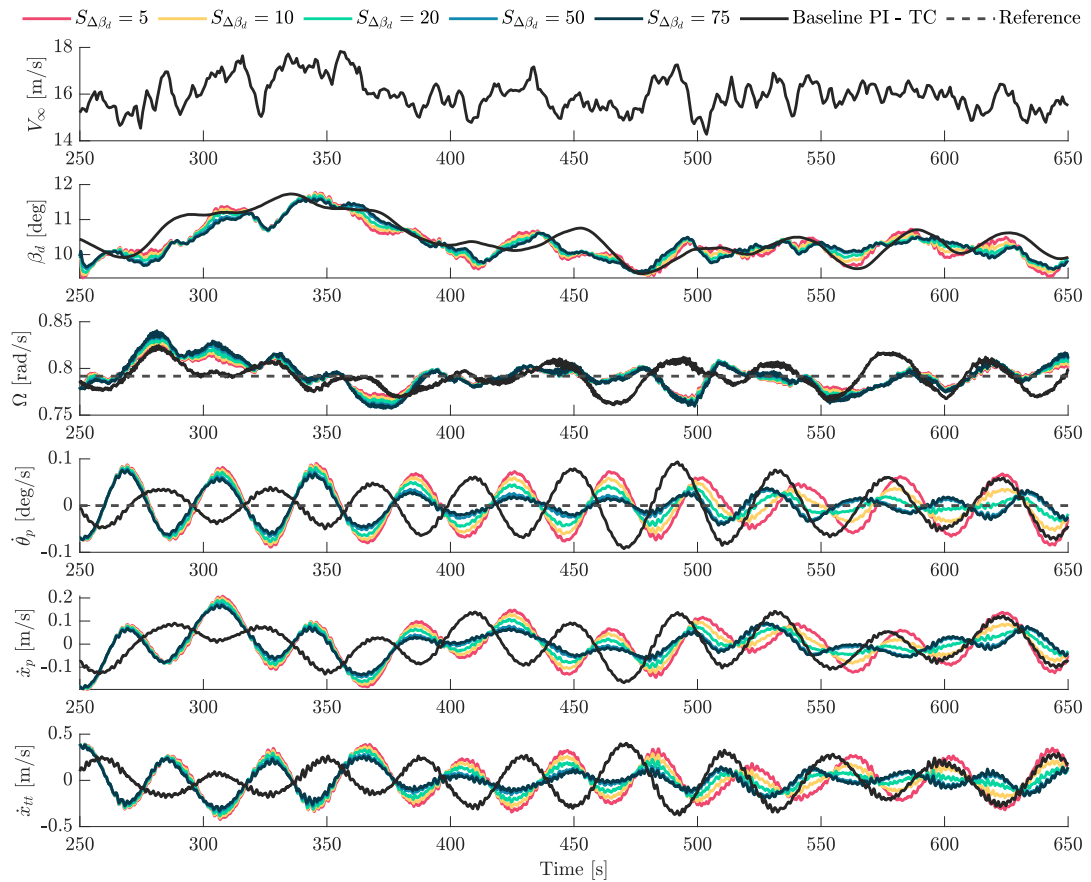 S_{Δβ_d} = 5 S_{Δβ_d} = 10 S_{Δβ_d} = 20 S_{Δβ_d} = 50 S_{Δβ_d} = 75 Baseline PI - TC Reference
V_∞ [m/s]
18
16
14
250 300 350 400 450 500 550 600 650
β_d [deg]
12
11
10
250 300 350 400 450 500 550 600 650
Ω [rad/s]
0.85
0.8
0.75
250 300 350 400 450 500 550 600 650
θ̇_p [deg/s]
0.1
0
-0.1
250 300 350 400 450 500 550 600 650
ẋ_p [m/s]
0.2
0.1
0
-0.1
250 300 350 400 450 500 550 600 650
ẋ_{tt} [m/s]
0.5
0
-0.5
250 300 350 400 450 500 550 600 650
Time [s]